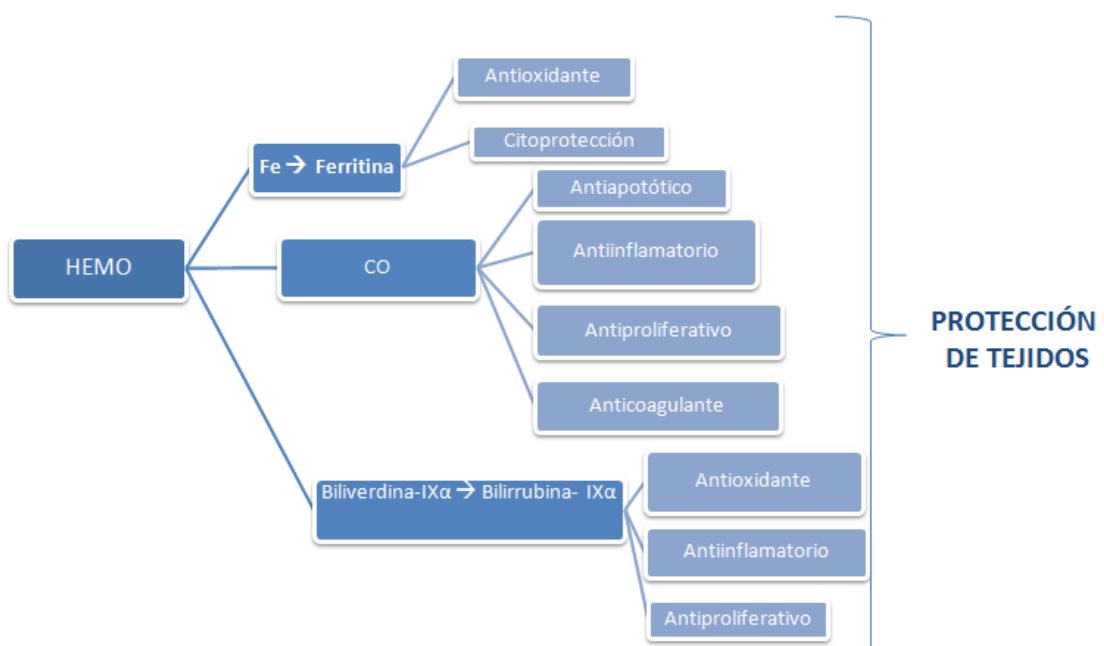 HEMO
Fe → Ferritina
Antioxidante
Citoprotección
CO
Antiapotótico
Antiinflamatorio
Antiproliferativo
Anticoagulante
Biliverdina-IXα → Bilirrubina- IXα
Antioxidante
Antiinflamatorio
Antiproliferativo
PROTECCIÓN
DE TEJIDOS